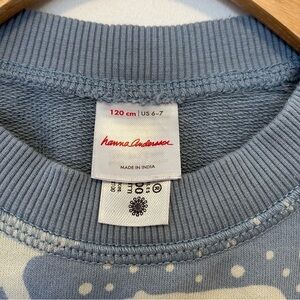 120 cm | US 6-7
hanna andersson
MADE IN INDIA